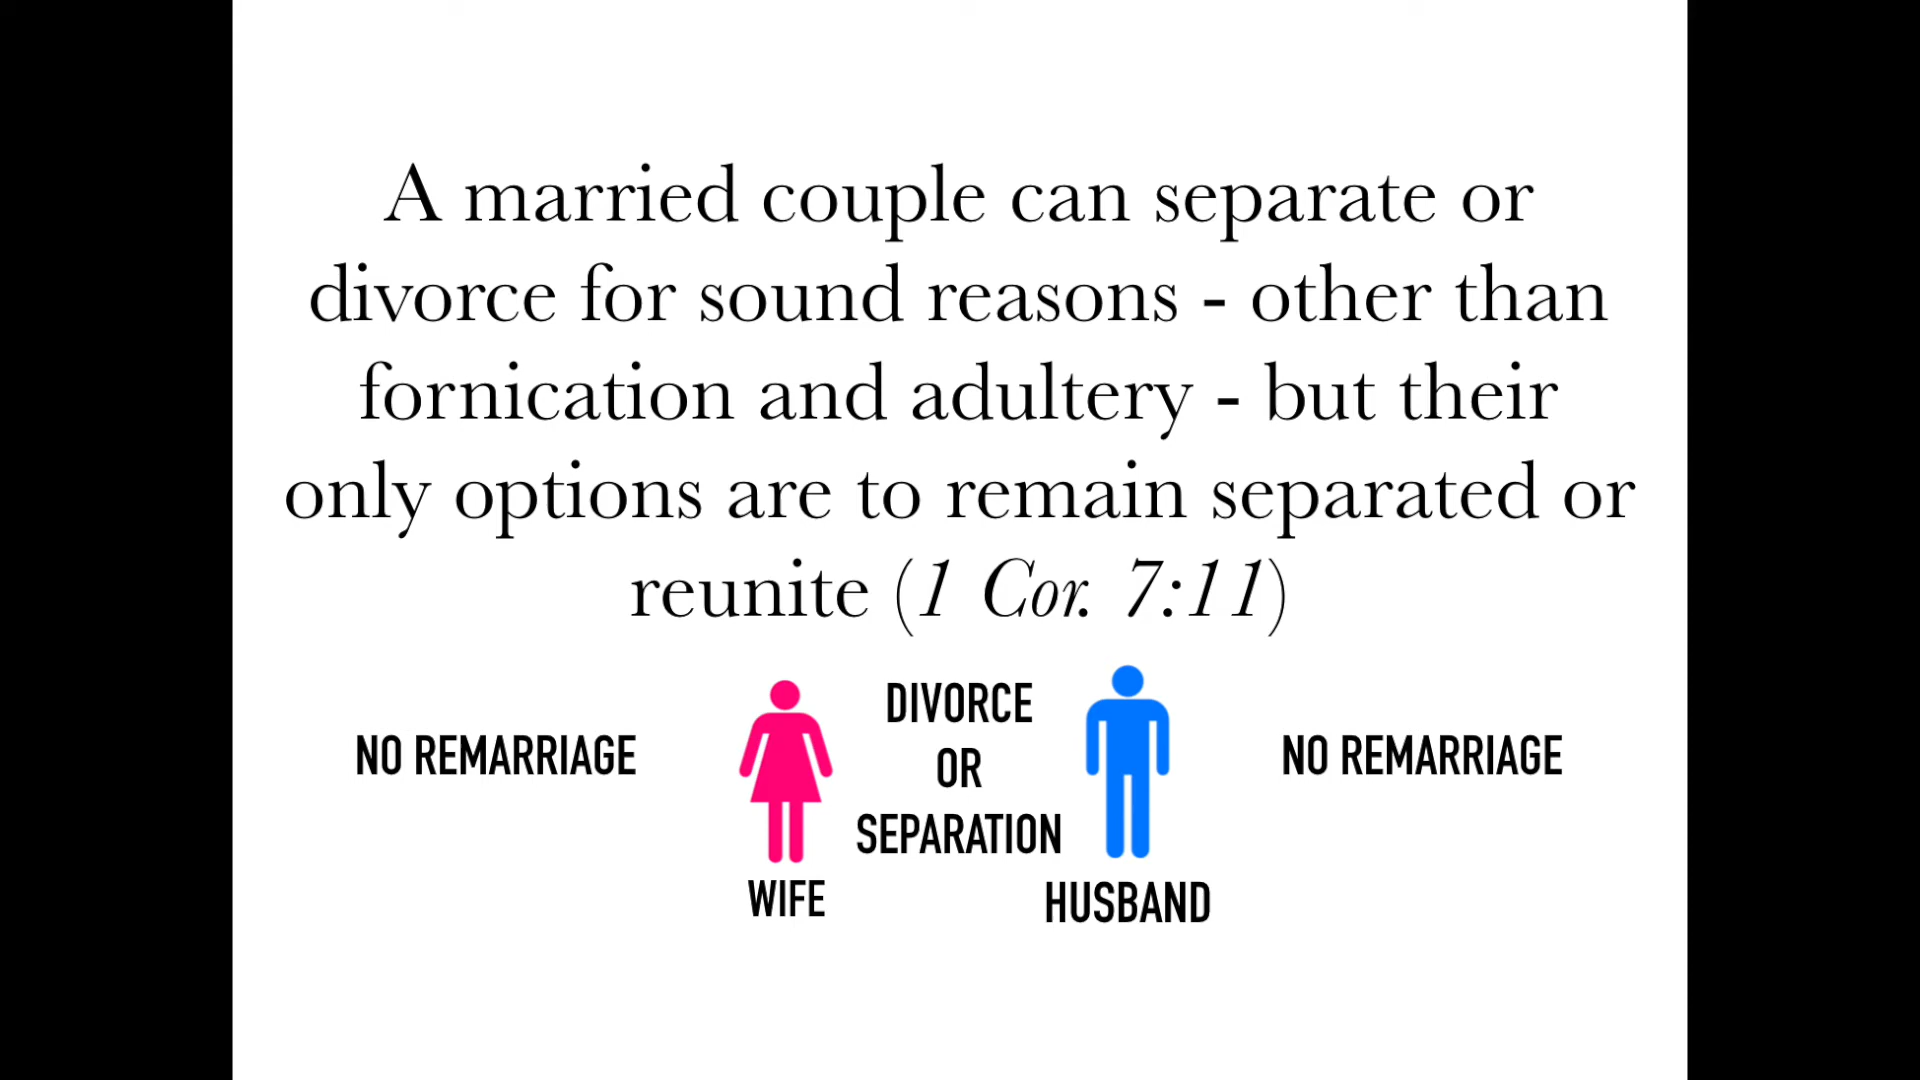 A married couple can separate or
divorce for sound reasons - other than
fornication and adultery - but their
only options are to remain separated or
reunite (1 Cor. 7:11)
NO REMARRIAGE
DIVORCE
OR
SEPARATION
NO REMARRIAGE
WIFE
HUSBAND